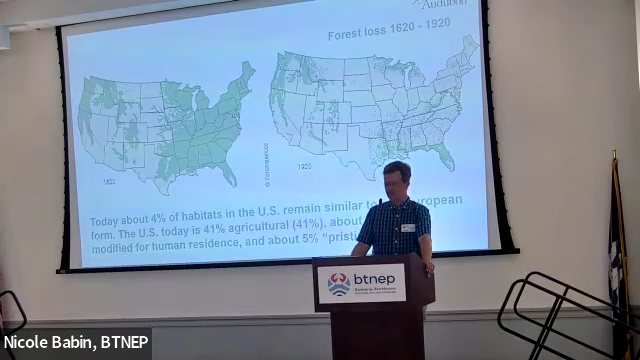 Audubon
Forest loss 1620 - 1920
1620
1920
Today about 4% of habitats in the U.S. remain similar to European
form. The U.S. today is 41% agricultural (41%), about
modified for human residence, and about 5% "pristi
btnep
Nicole Babin, BTNEP